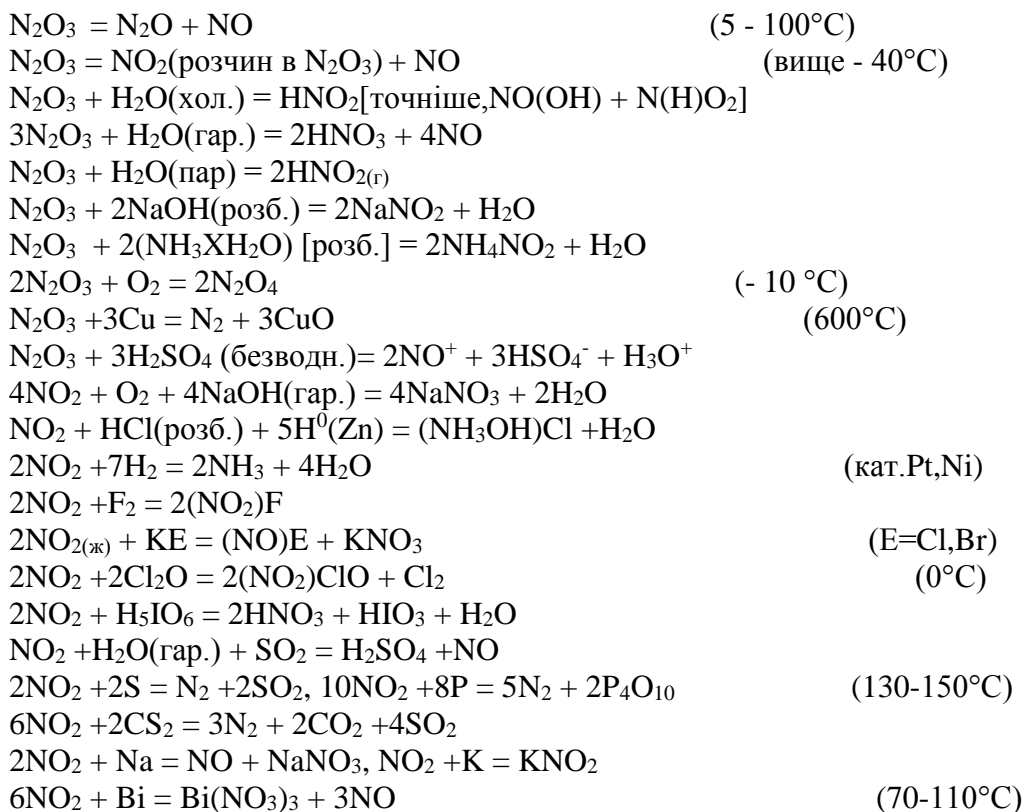 N₂O₃ = N₂O + NO (5 - 100°C)
N₂O₃ = NO₂(розчин в N₂O₃) + NO (вище - 40°C)
N₂O₃ + H₂O(хол.) = HNO₂[точніше,NO(OH) + N(H)O₂]
3N₂O₃ + H₂O(гар.) = 2HNO₃ + 4NO
N₂O₃ + H₂O(пар) = 2HNO₂₍г₎
N₂O₃ + 2NaOH(розб.) = 2NaNO₂ + H₂O
N₂O₃ + 2(NH₃XH₂O) [розб.] = 2NH₄NO₂ + H₂O
2N₂O₃ + O₂ = 2N₂O₄ (- 10 °C)
N₂O₃ +3Cu = N₂ + 3CuO (600°C)
N₂O₃ + 3H₂SO₄ (безводн.)= 2NO⁺ + 3HSO₄⁻ + H₃O⁺
4NO₂ + O₂ + 4NaOH(гар.) = 4NaNO₃ + 2H₂O
NO₂ + HCl(розб.) + 5H⁰(Zn) = (NH₃OH)Cl +H₂O
2NO₂ +7H₂ = 2NH₃ + 4H₂O (кат.Pt,Ni)
2NO₂ +F₂ = 2(NO₂)F
2NO₂₍ж₎ + KE = (NO)E + KNO₃ (E=Cl,Br)
2NO₂ +2Cl₂O = 2(NO₂)ClO + Cl₂ (0°C)
2NO₂ + H₅IO₆ = 2HNO₃ + HIO₃ + H₂O
NO₂ +H₂O(гар.) + SO₂ = H₂SO₄ +NO
2NO₂ +2S = N₂ +2SO₂, 10NO₂ +8P = 5N₂ + 2P₄O₁₀ (130-150°C)
6NO₂ +2CS₂ = 3N₂ + 2CO₂ +4SO₂
2NO₂ + Na = NO + NaNO₃, NO₂ +K = KNO₂
6NO₂ + Bi = Bi(NO₃)₃ + 3NO (70-110°C)